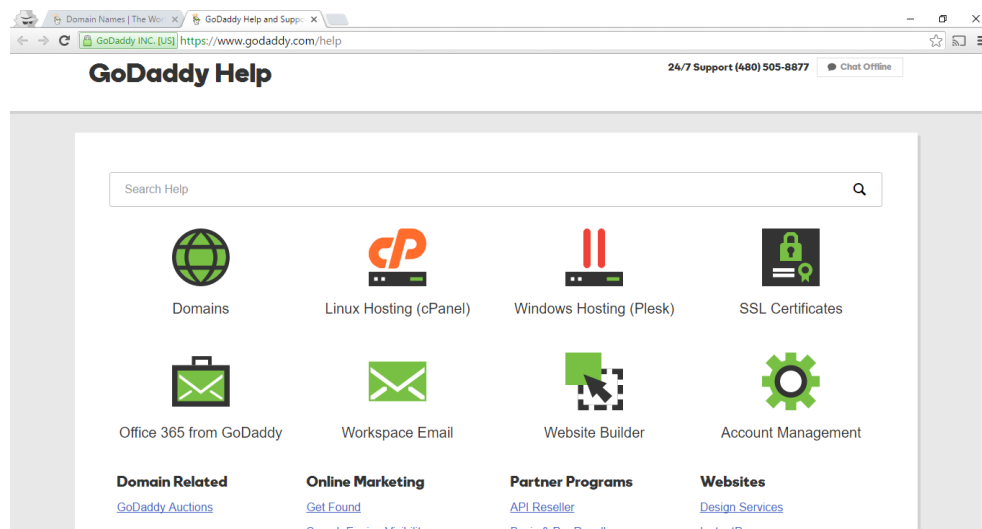 Domain Names | The Wor
GoDaddy Help and Suppo
GoDaddy INC. [US] https://www.godaddy.com/help
GoDaddy Help
24/7 Support (480) 505-8877
Chat Offline
Search Help
Domains
Linux Hosting (cPanel)
Windows Hosting (Plesk)
SSL Certificates
Office 365 from GoDaddy
Workspace Email
Website Builder
Account Management
Domain Related
Online Marketing
Partner Programs
Websites
GoDaddy Auctions
Get Found
API Reseller
Design Services